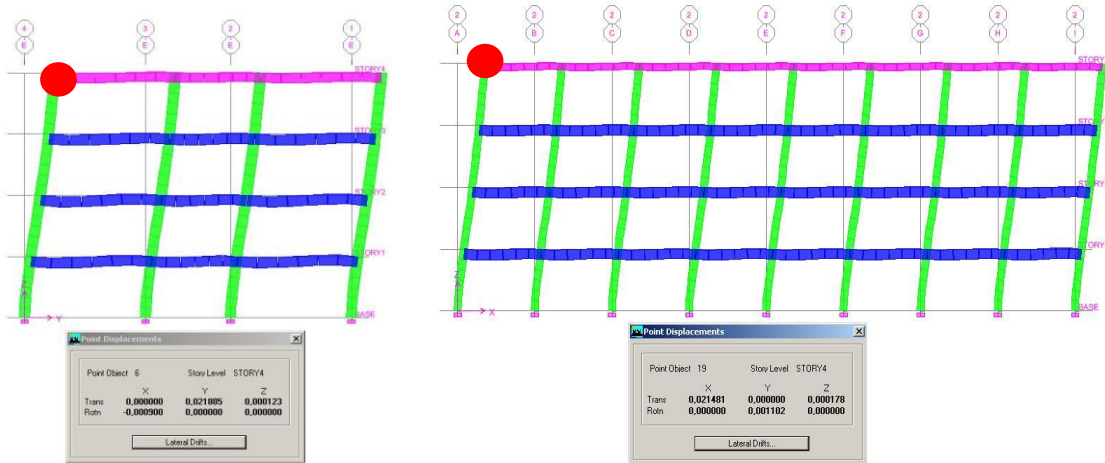 4 3 2 1
E E E E
STORY4
STORY3
STORY2
STORY1
Z
Y
BASE
Point Displacements
Point Object 6 Story Level STORY4
X Y Z
Trans 0,000000 0,021885 0,000123
Rotn -0,000900 0,000000 0,000000
Lateral Drifts...
2 2 2 2 2 2 2 2 2
A B C D E F G H I
STORY
STORY
STORY
STORY
Z
X
BASE
Point Displacements
Point Object 19 Story Level STORY4
X Y Z
Trans 0,021481 0,000000 0,000178
Rotn 0,000000 0,001102 0,000000
Lateral Drifts...